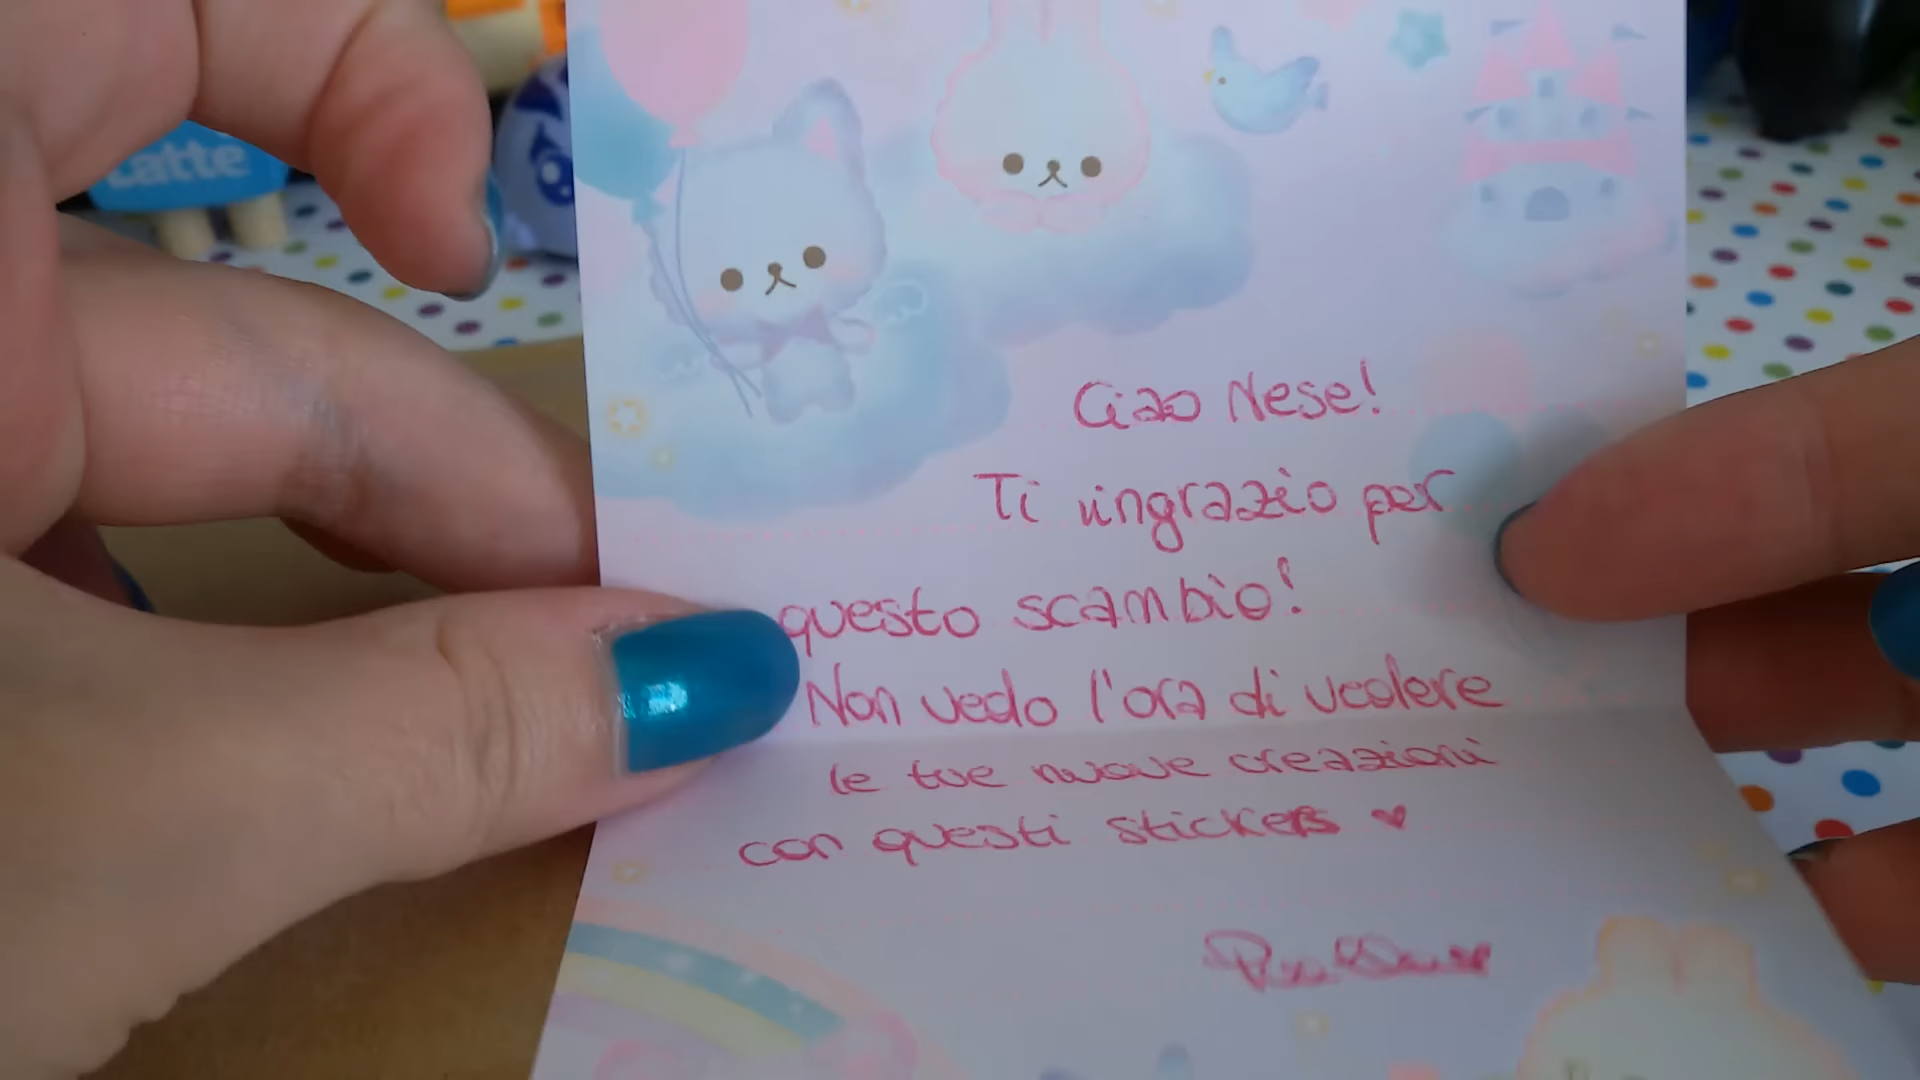 Latte
Ciao Nese!
Ti ringrazio per
questo scambio!
Non vedo l'ora di vedere
le tue nuove creazioni
con questi stickers ♥